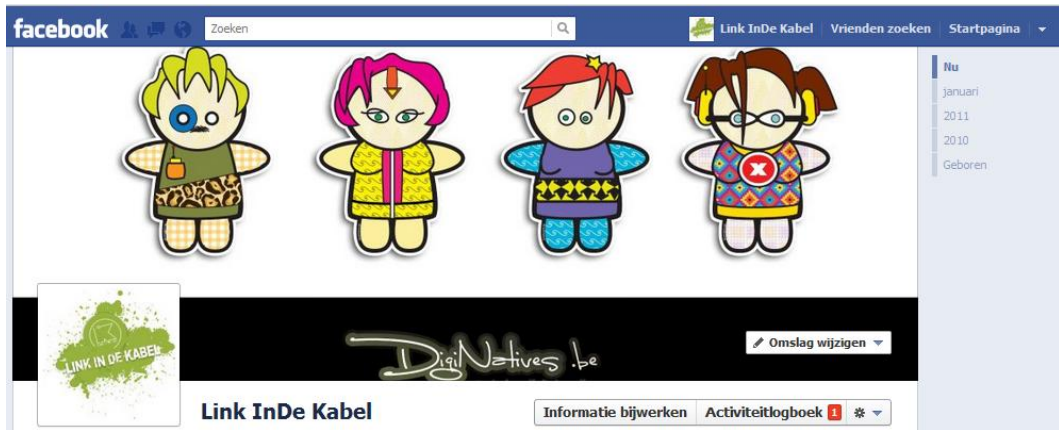 facebook Zoeken Link InDe Kabel Vrienden zoeken Startpagina
Nu
januari
2011
2010
Geboren
X
LINK IN DE KABEL
DigiNatives.be
Omslag wijzigen
Link InDe Kabel Informatie bijwerken Activiteitlogboek 1